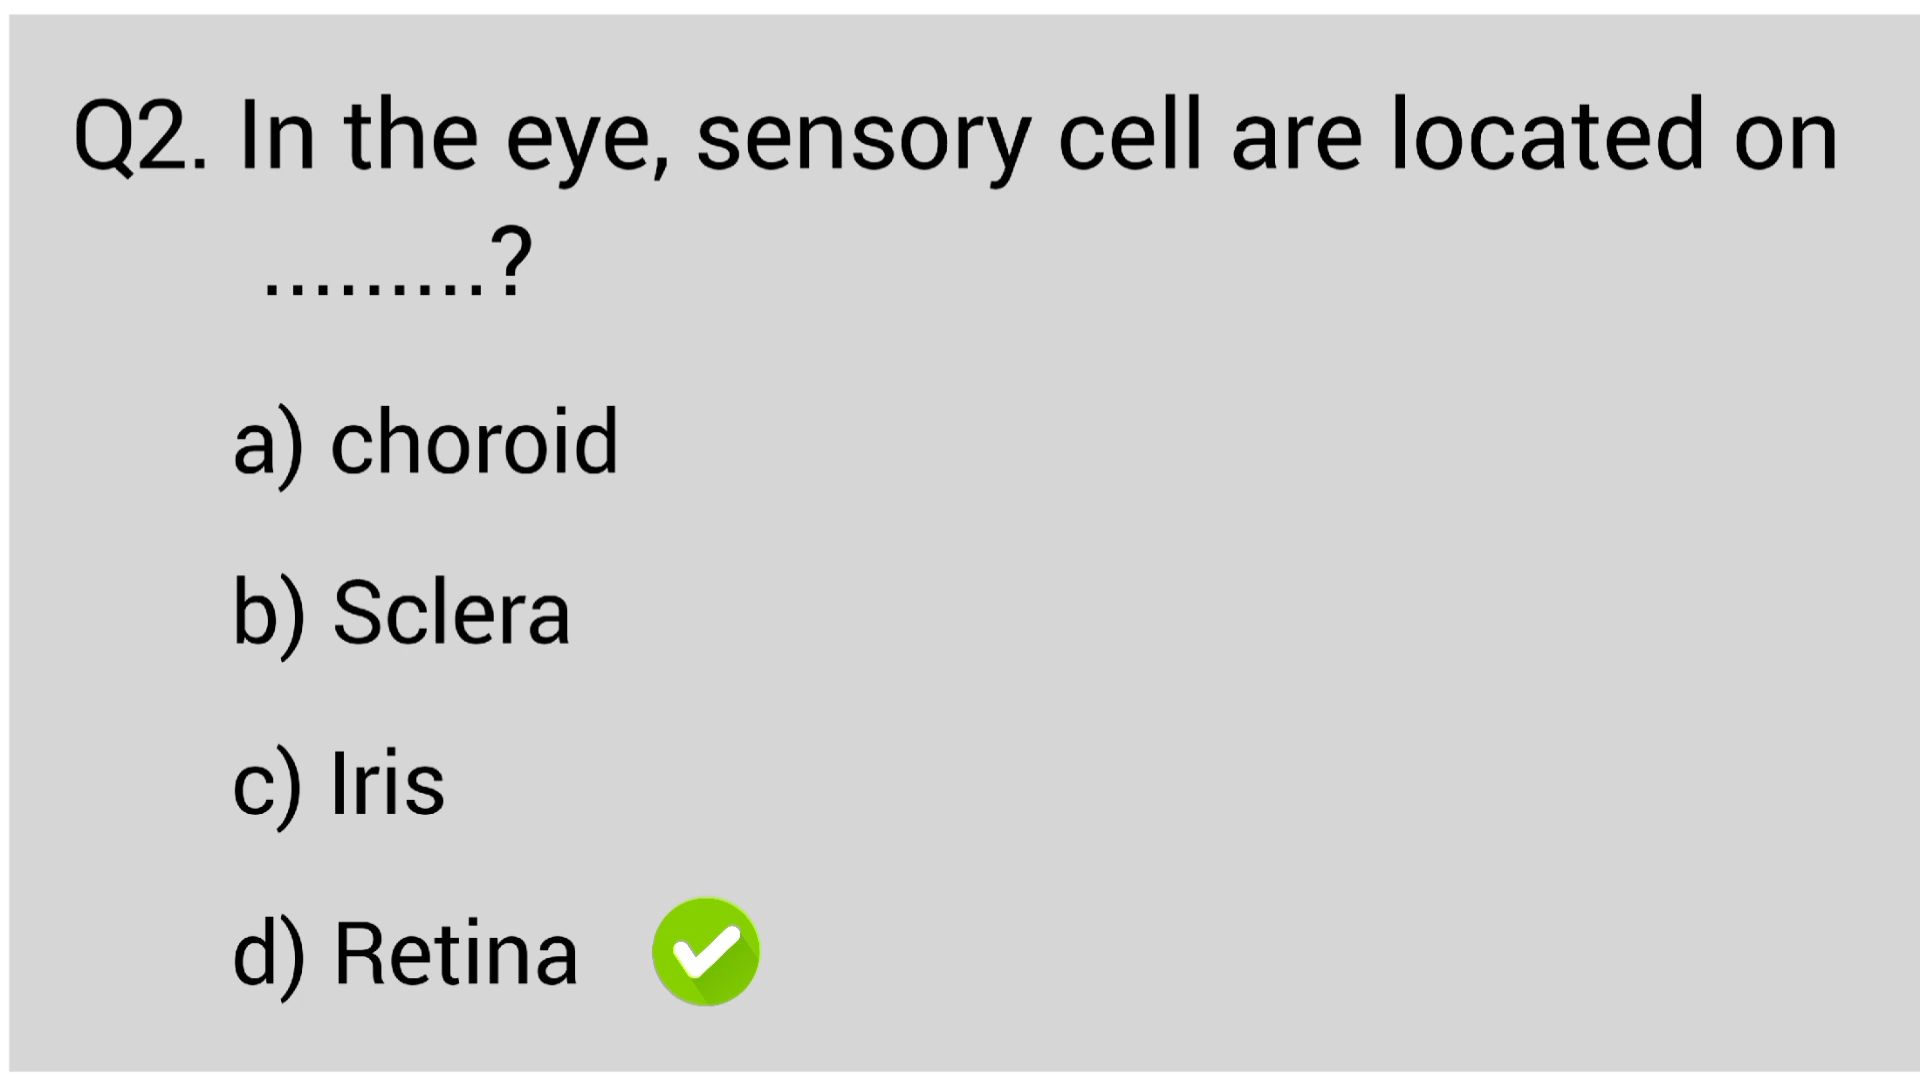 Q2. In the eye, sensory cell are located on
.........?
a) choroid
b) Sclera
c) Iris
d) Retina